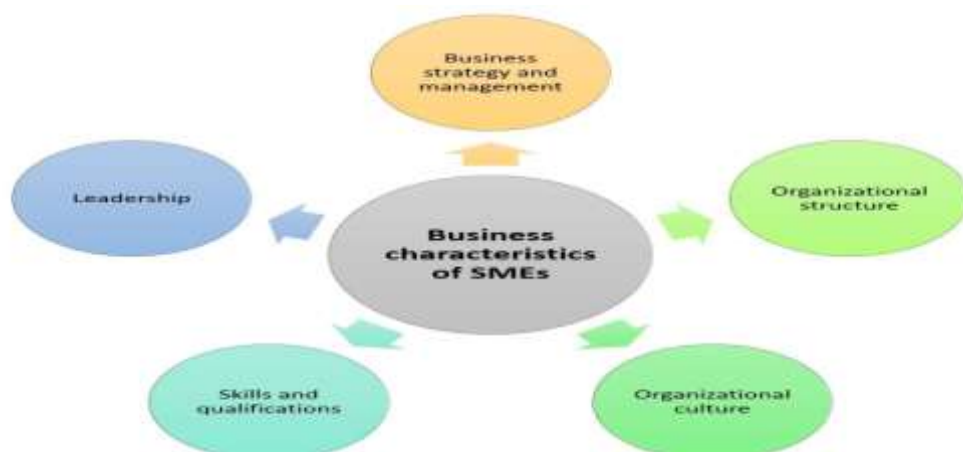 Business
strategy and
management
Leadership
Organizational
structure
Business
characteristics
of SMEs
Skills and
qualifications
Organizational
culture